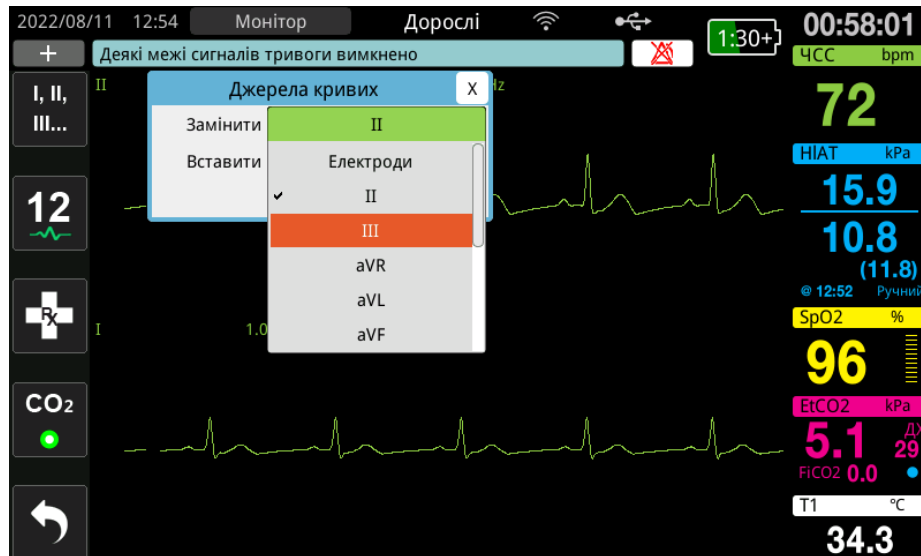 2022/08/11 12:54 Монітор Дорослі 1:30+ 00:58:01
+ Деякі межі сигналів тривоги вимкнено
ЧСС bpm
72
I, II,
III...
II Hz
Джерела кривих X
Замінити II
Вставити Електроди
✔ II
III
aVR
aVL
aVF
12
НІАТ kPa
15.9
10.8
(11.8)
@ 12:52 Ручний
Rx
I 1.0
SpO2 %
96
CO2
EtCO2 kPa
5.1 29
FiCO2 0.0
T1 °C
34.3